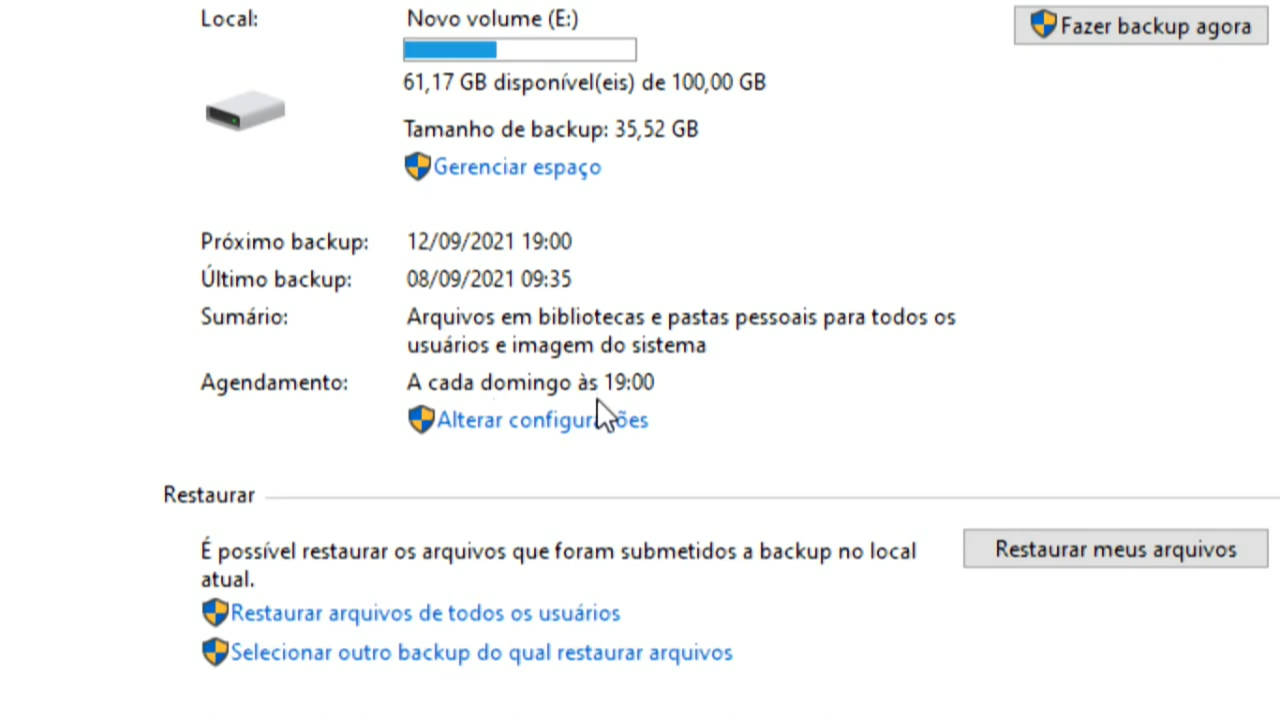 Local:
Novo volume (E:)
Fazer backup agora
61,17 GB disponível(eis) de 100,00 GB
Tamanho de backup: 35,52 GB
Gerenciar espaço
Próximo backup: 12/09/2021 19:00
Último backup: 08/09/2021 09:35
Sumário: Arquivos em bibliotecas e pastas pessoais para todos os
usuários e imagem do sistema
Agendamento: A cada domingo às 19:00
Alterar configurações
Restaurar
É possível restaurar os arquivos que foram submetidos a backup no local
atual.
Restaurar meus arquivos
Restaurar arquivos de todos os usuários
Selecionar outro backup do qual restaurar arquivos